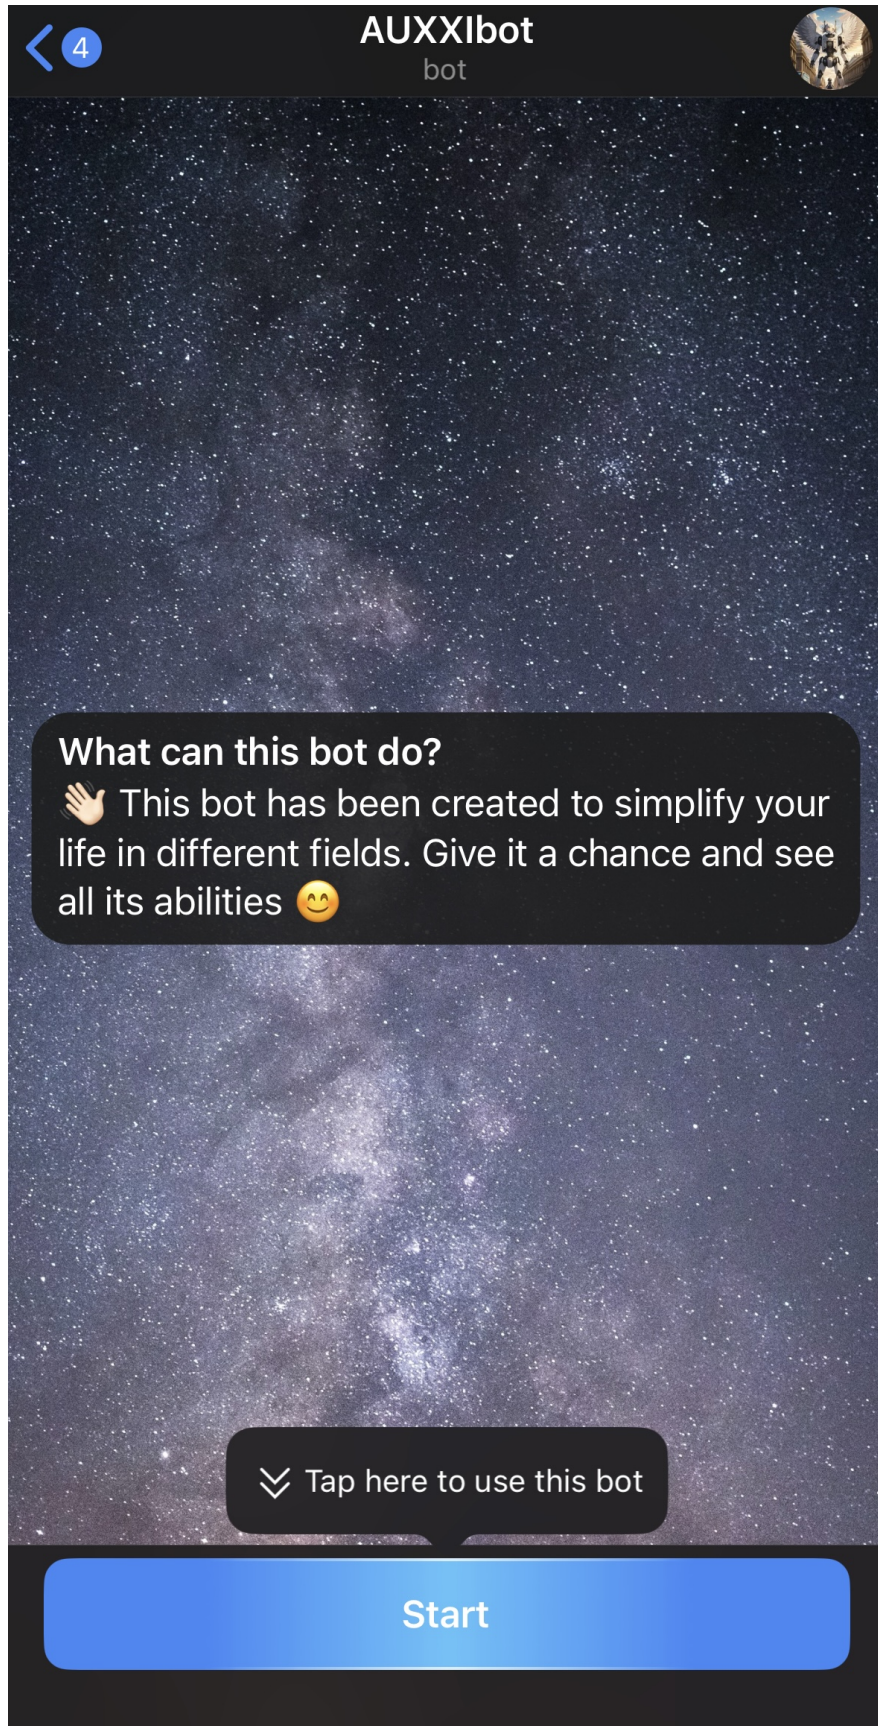 4
AUXXIbot
bot
What can this bot do?
👋🏻 This bot has been created to simplify your
life in different fields. Give it a chance and see
all its abilities 😊
Tap here to use this bot
Start